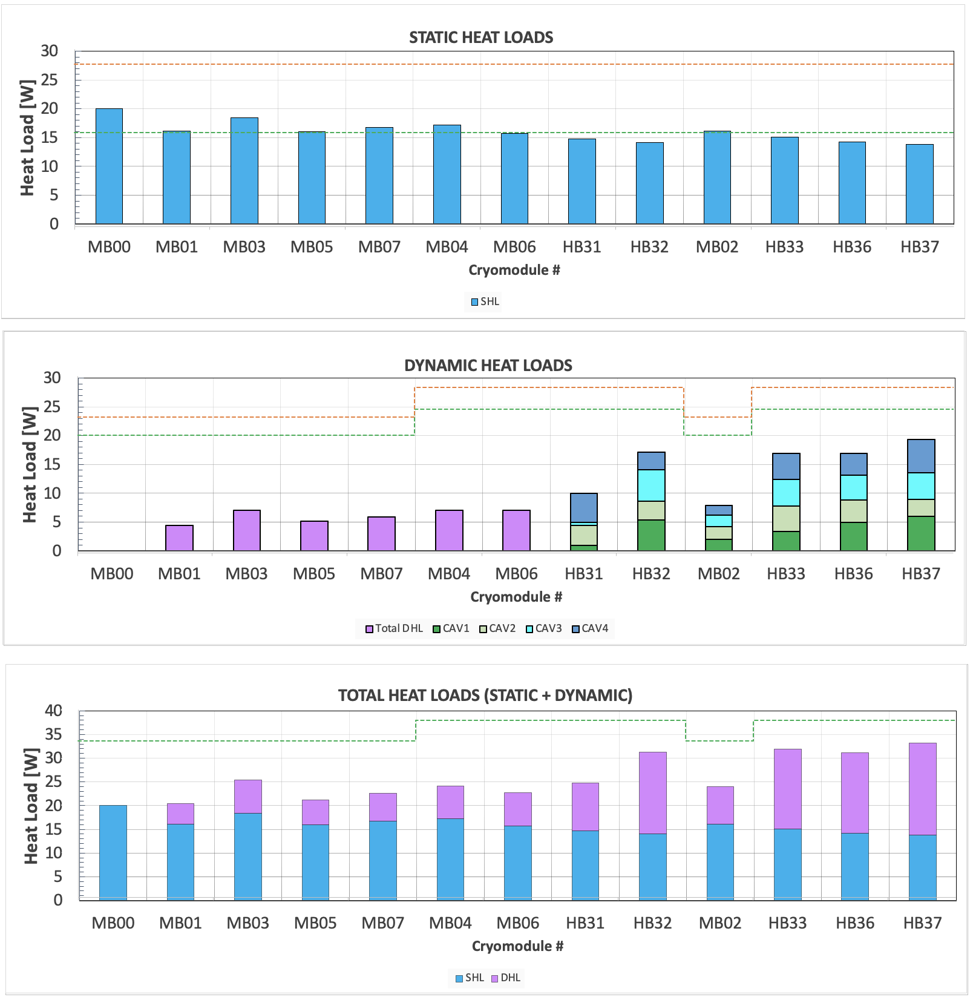 STATIC HEAT LOADS
Heat Load [W]
30
25
20
15
10
5
0
MB00 MB01 MB03 MB05 MB07 MB04 MB06 HB31 HB32 MB02 HB33 HB36 HB37
Cryomodule #
SHL
DYNAMIC HEAT LOADS
Heat Load [W]
30
25
20
15
10
5
0
MB00 MB01 MB03 MB05 MB07 MB04 MB06 HB31 HB32 MB02 HB33 HB36 HB37
Cryomodule #
Total DHL CAV1 CAV2 CAV3 CAV4
TOTAL HEAT LOADS (STATIC + DYNAMIC)
Heat Load [W]
40
35
30
25
20
15
10
5
0
MB00 MB01 MB03 MB05 MB07 MB04 MB06 HB31 HB32 MB02 HB33 HB36 HB37
Cryomodule #
SHL DHL